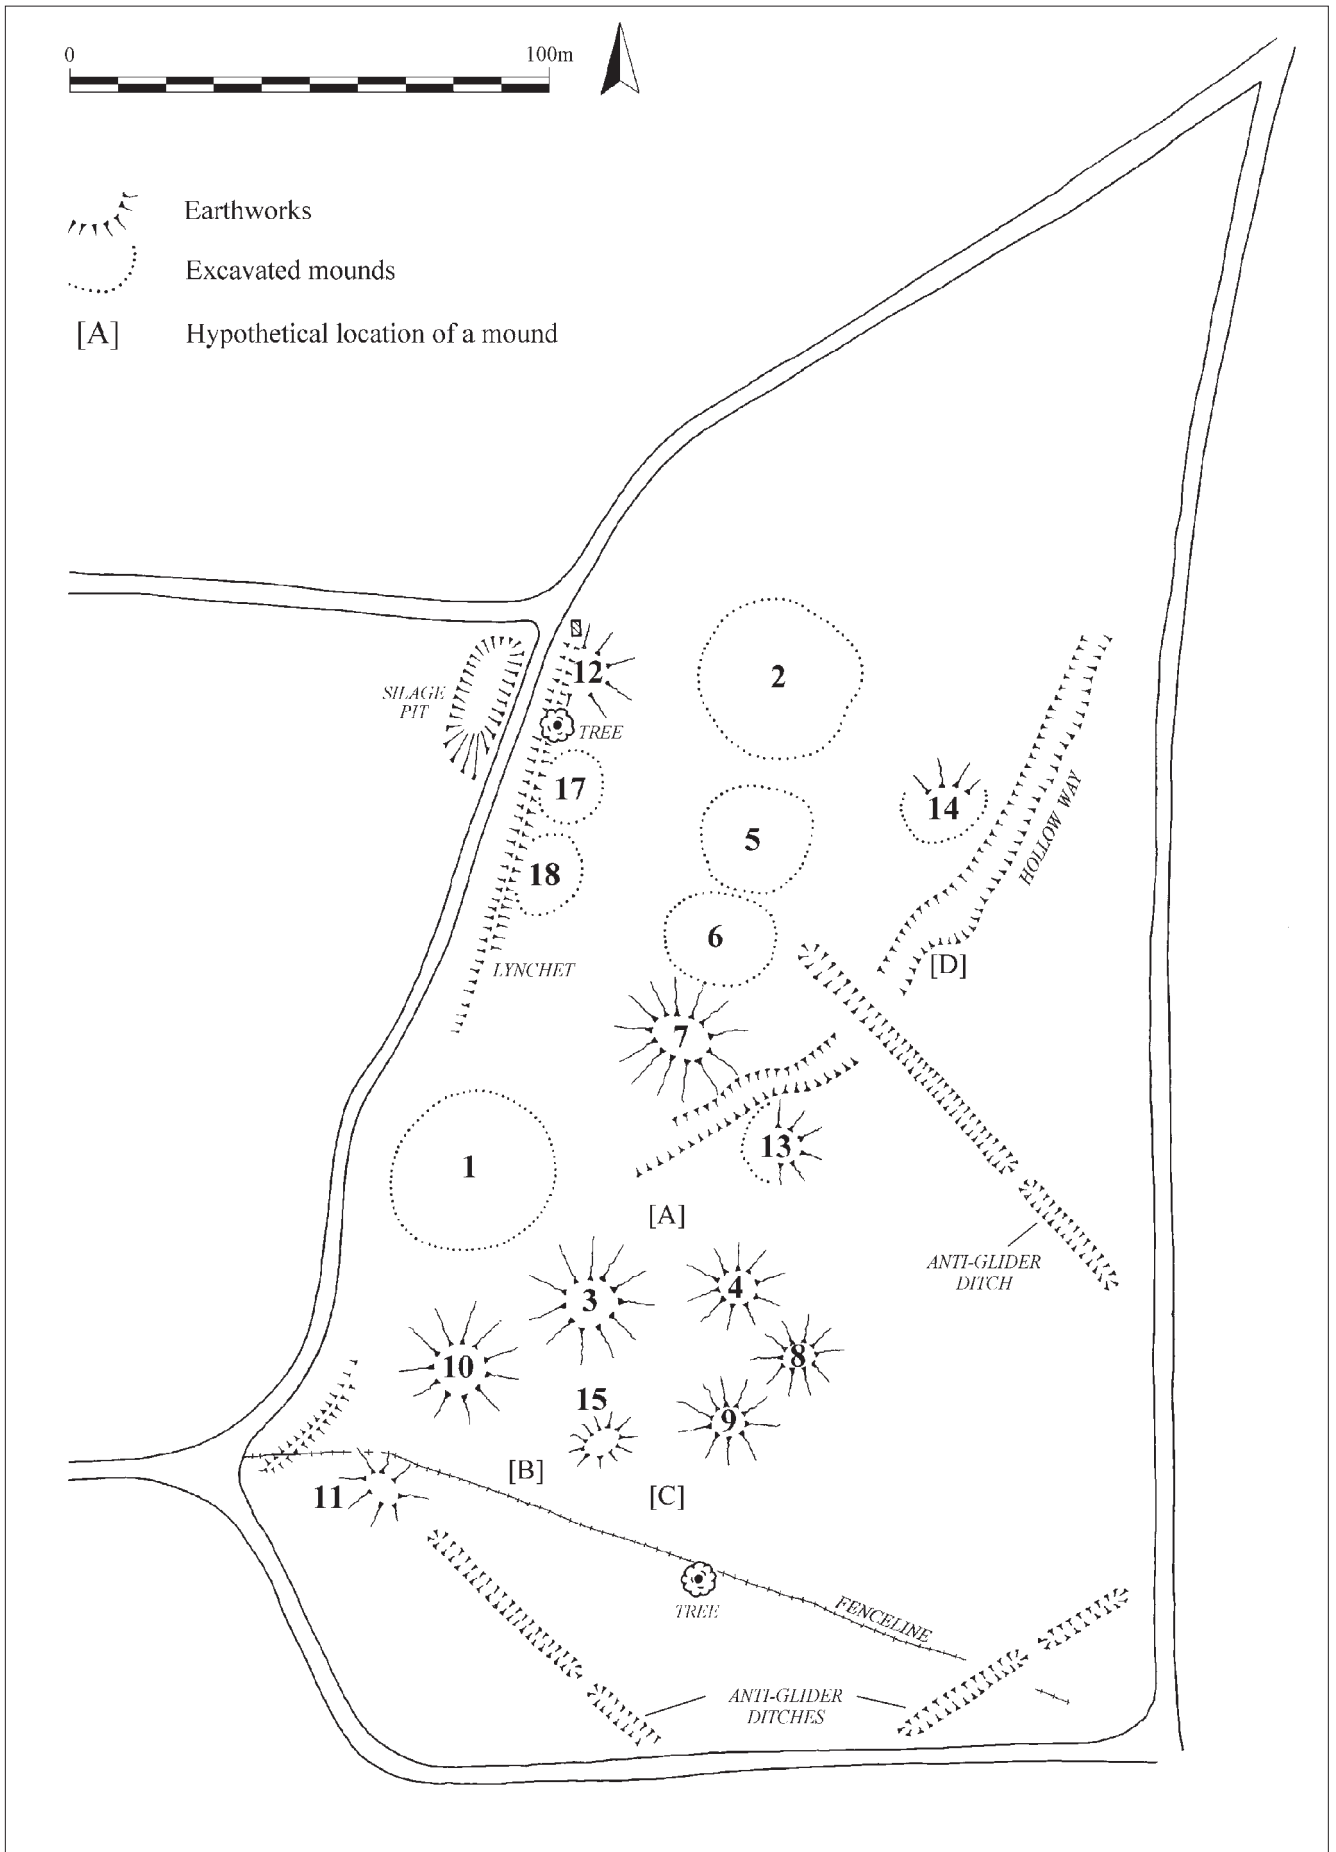 0 100m
Earthworks
Excavated mounds
[A] Hypothetical location of a mound
12
2
SILAGE
PIT
TREE
17
14
5
HOLLOW WAY
18
6
[D]
LYNCHET
7
13
1
[A]
ANTI-GLIDER
DITCH
4
3
8
10
15
9
[B]
11
[C]
TREE
FENCELINE
ANTI-GLIDER
DITCHES